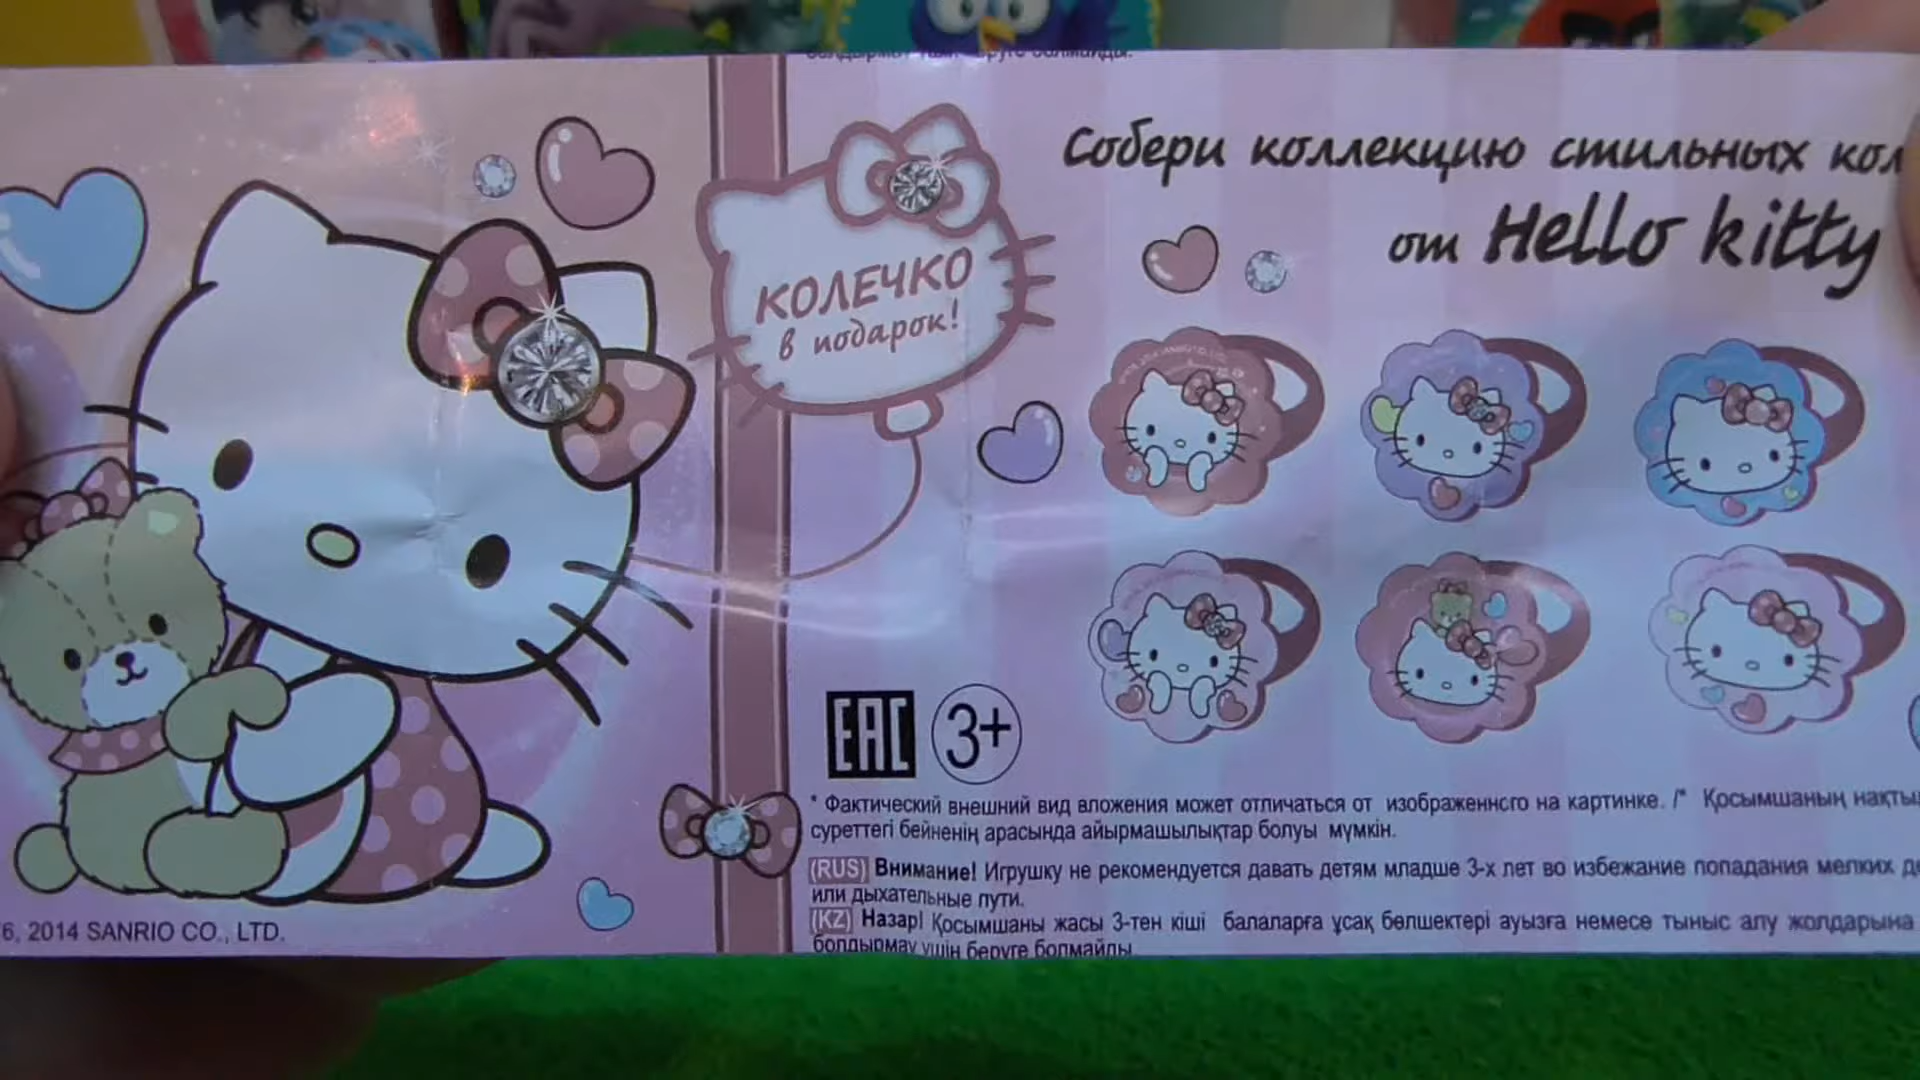 КОЛЕЧКО
в подарок!
Собери коллекцию стильных кол
от Hello kitty
EAC 3+
* Фактический внешний вид вложения может отличаться от изображенного на картинке. /* Қосымшаның нақты
суреттегі бейненің арасында айырмашылықтар болуы мүмкін.
(RUS) Внимание! Игрушку не рекомендуется давать детям младше 3-х лет во избежание попадания мелких де
или дыхательные пути.
(KZ) Назар! Қосымшаны жасы 3-тен кіші балаларға ұсақ бөлшектері ауызға немесе тыныс алу жолдарына
болдырмау үшін беруге болмайды.
6, 2014 SANRIO CO., LTD.